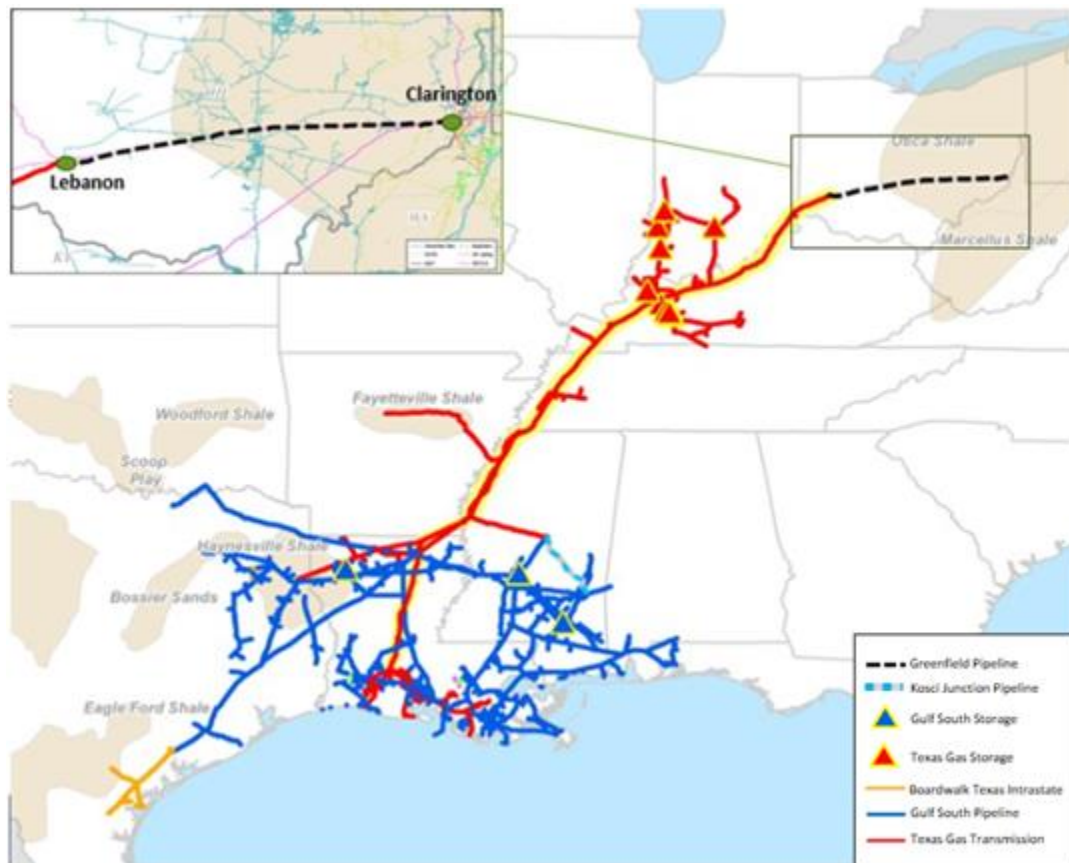 Clarington
Lebanon
Utica Shale
Marcellus Shale
Fayetteville Shale
Woodford Shale
Scoop
Play
Haynesville Shale
Bossier Sands
Eagle Ford Shale
Greenfield Pipeline
Kosci Junction Pipeline
Gulf South Storage
Texas Gas Storage
Boardwalk Texas Intrastate
Gulf South Pipeline
Texas Gas Transmission